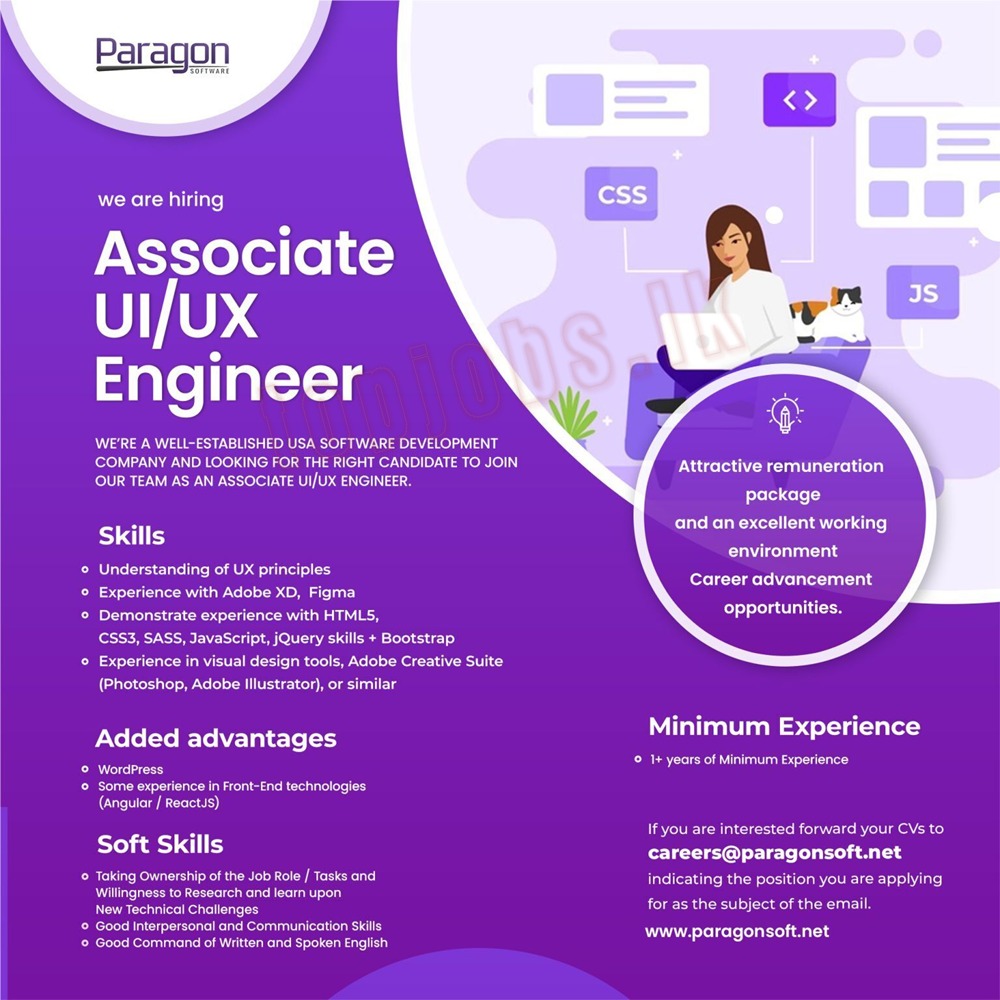 Paragon
SOFTWARE
we are hiring
Associate
UI/UX
Engineer
WE'RE A WELL-ESTABLISHED USA SOFTWARE DEVELOPMENT
COMPANY AND LOOKING FOR THE RIGHT CANDIDATE TO JOIN
OUR TEAM AS AN ASSOCIATE UI/UX ENGINEER.
Skills
Understanding of UX principles
Experience with Adobe XD,  Figma
Demonstrate experience with HTML5,
CSS3, SASS, JavaScript, jQuery skills + Bootstrap
Experience in visual design tools, Adobe Creative Suite
(Photoshop, Adobe Illustrator), or similar
Added advantages
WordPress
Some experience in Front-End technologies
(Angular / ReactJS)
Soft Skills
Taking Ownership of the Job Role / Tasks and
Willingness to Research and learn upon
New Technical Challenges
Good Interpersonal and Communication Skills
Good Command of Written and Spoken English
< >
CSS
JS
Attractive remuneration
package
and an excellent working
environment
Career advancement
opportunities.
Minimum Experience
1+ years of Minimum Experience
If you are interested forward your CVs to
careers@paragonsoft.net
indicating the position you are applying
for as the subject of the email.
www.paragonsoft.net